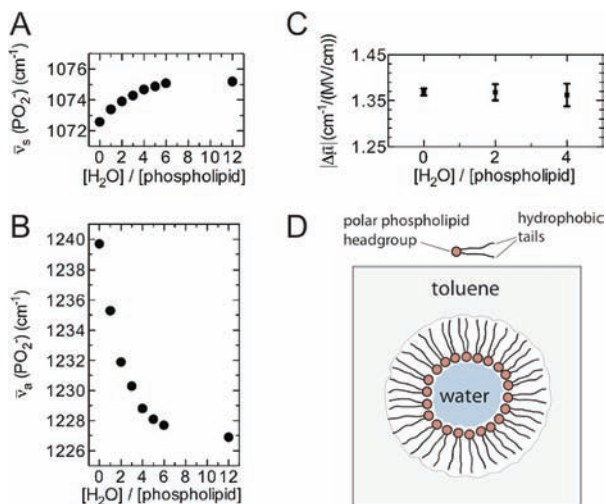 A
ν̄s (PO2-) (cm-1)
1076
1074
1072
0 2 4 6 8 10 12
[H2O] / [phospholipid]
B
ν̄a (PO2-) (cm-1)
1240
1238
1236
1234
1232
1230
1228
1226
0 2 4 6 8 10 12
[H2O] / [phospholipid]
C
|Δμ⃗|(cm-1/(MV/cm))
1.45
1.35
1.25
0 2 4
[H2O] / [phospholipid]
D
polar phospholipid
headgroup
hydrophobic
tails
toluene
water